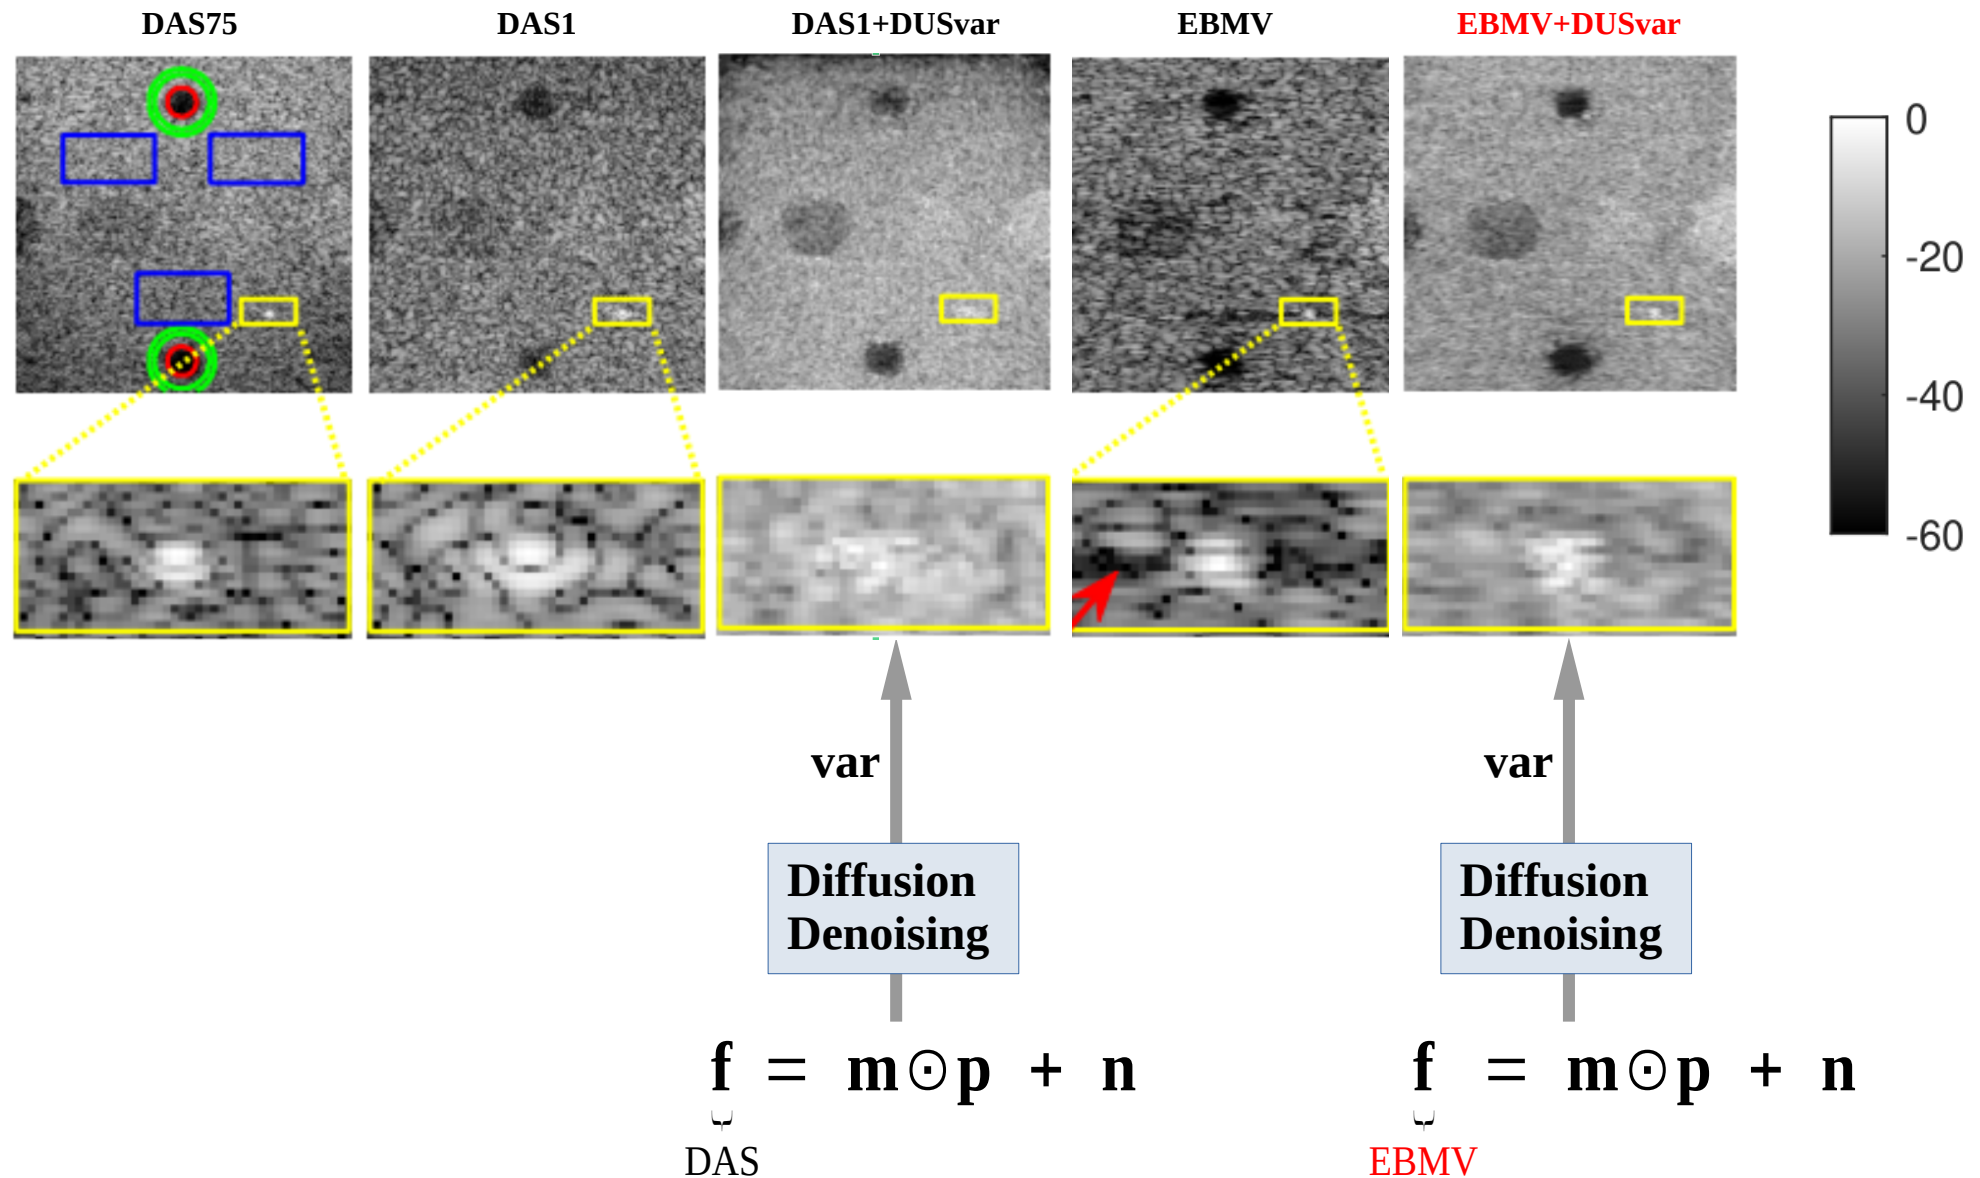 DAS75 DAS1 DAS1+DUSvar EBMV EBMV+DUSvar
0
-20
-40
-60
var var
Diffusion Diffusion
Denoising Denoising
f = m⊙p + n f = m⊙p + n
DAS EBMV